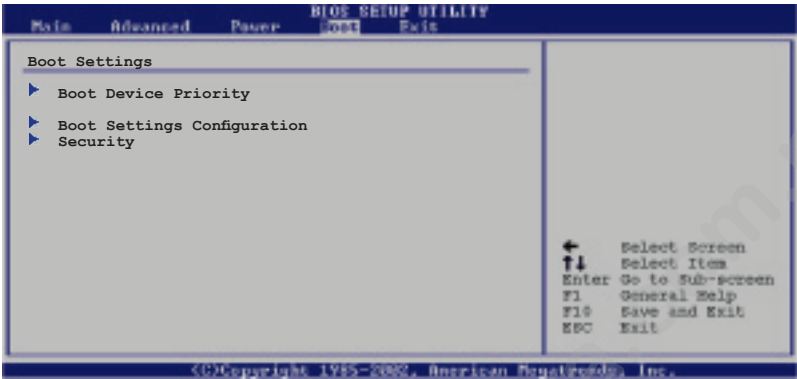 BIOS SETUP UTILITY
Main Advanced Power Boot Exit
Boot Settings
Boot Device Priority
Boot Settings Configuration
Security
← Select Screen
↑↓ Select Item
Enter Go to Sub-screen
F1 General Help
F10 Save and Exit
ESC Exit
(C)Copyright 1985-2002, American Megatrends, Inc.